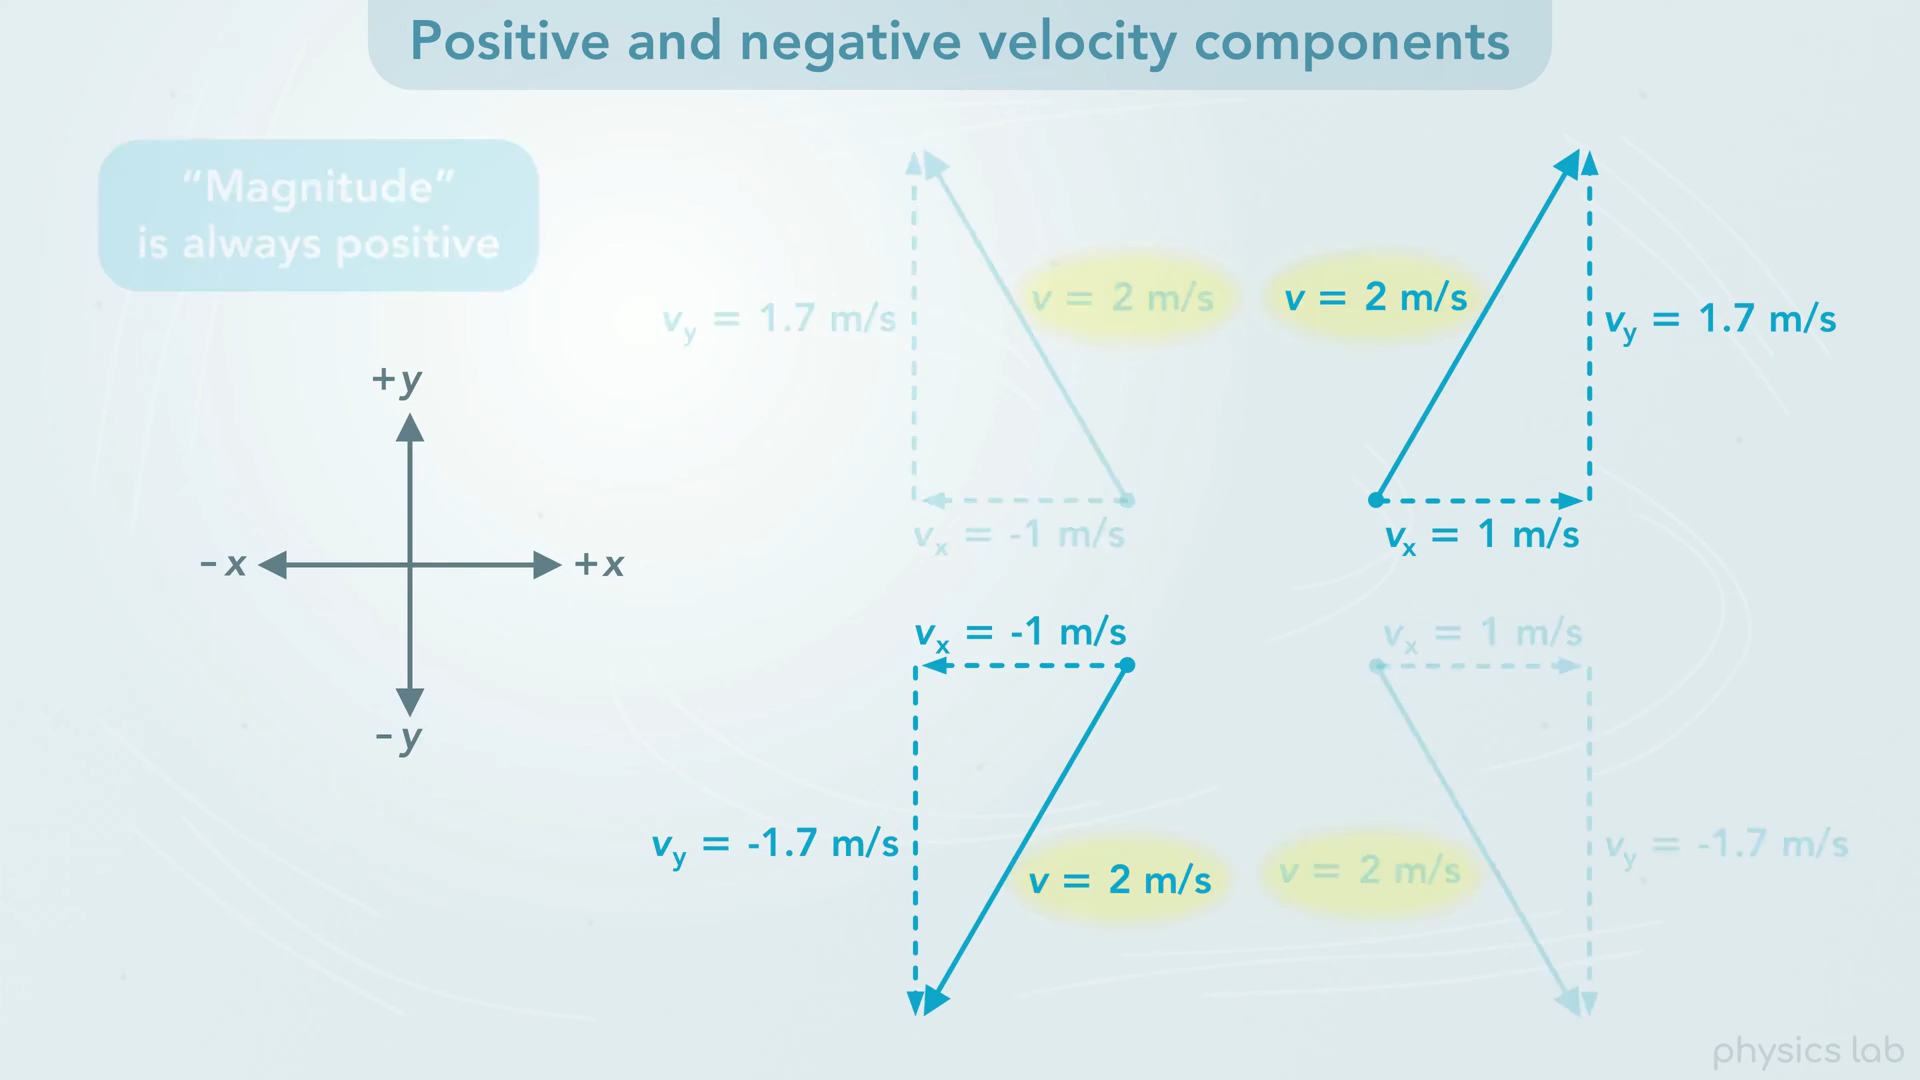 Positive and negative velocity components
“Magnitude”
is always positive
+y
-x
+x
-y
vy = 1.7 m/s
v = 2 m/s
vx = -1 m/s
v = 2 m/s
vy = 1.7 m/s
vx = 1 m/s
vx = -1 m/s
vy = -1.7 m/s
v = 2 m/s
vx = 1 m/s
v = 2 m/s
vy = -1.7 m/s
physics lab